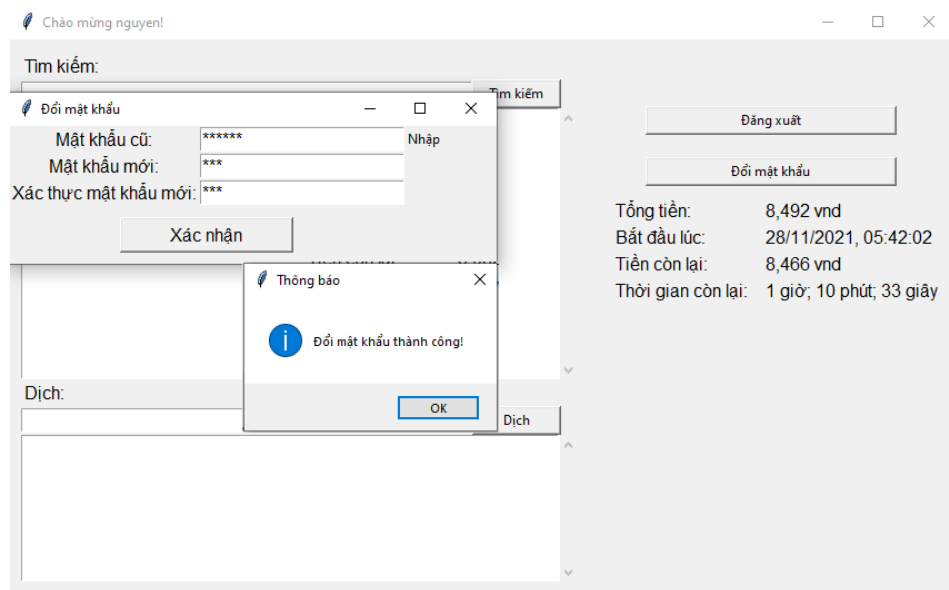 Chào mừng nguyen!
Tìm kiếm:
Tìm kiếm
Đổi mật khẩu
Mật khẩu cũ: ****** Nhập
Mật khẩu mới: ***
Xác thực mật khẩu mới: ***
Xác nhận
Thông báo
Đổi mật khẩu thành công!
OK
Dịch:
Dịch
Đăng xuất
Đổi mật khẩu
Tổng tiền: 8,492 vnd
Bắt đầu lúc: 28/11/2021, 05:42:02
Tiền còn lại: 8,466 vnd
Thời gian còn lại: 1 giờ; 10 phút; 33 giây